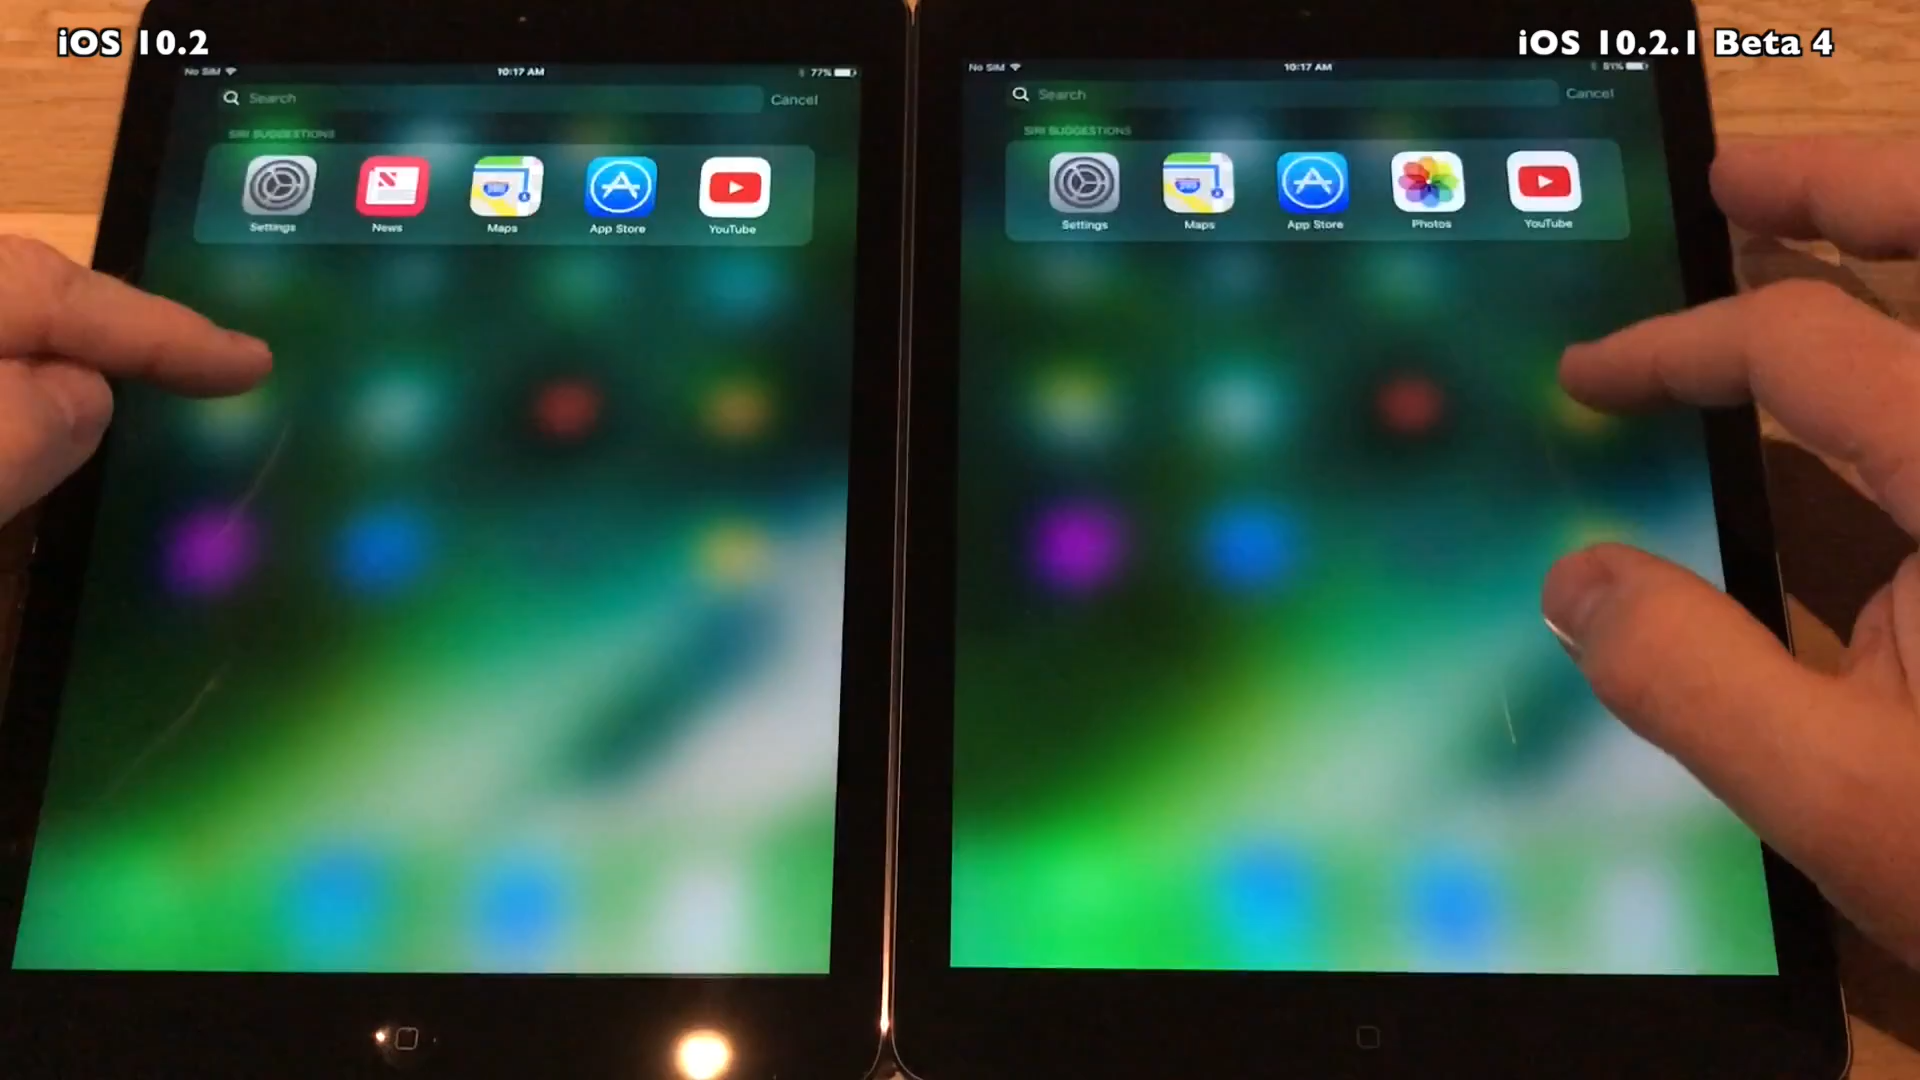 iOS 10.2
iOS 10.2.1 Beta 4
No SIM
10:17 AM
77%
Search
Cancel
SIRI SUGGESTIONS
Settings
News
Maps
App Store
YouTube
No SIM
10:17 AM
81%
Search
Cancel
SIRI SUGGESTIONS
Settings
Maps
App Store
Photos
YouTube